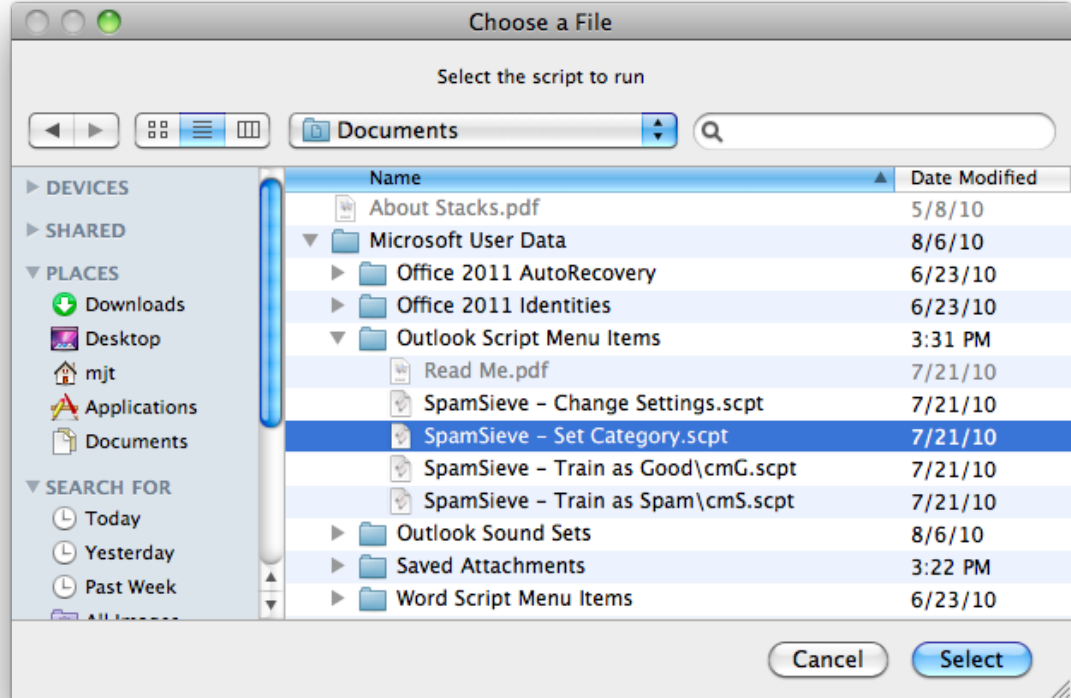 Choose a File
Select the script to run
Documents
DEVICES
SHARED
PLACES
Downloads
Desktop
mjt
Applications
Documents
SEARCH FOR
Today
Yesterday
Past Week
All Images
Name Date Modified
About Stacks.pdf 5/8/10
Microsoft User Data 8/6/10
Office 2011 AutoRecovery 6/23/10
Office 2011 Identities 6/23/10
Outlook Script Menu Items 3:31 PM
Read Me.pdf 7/21/10
SpamSieve – Change Settings.scpt 7/21/10
SpamSieve – Set Category.scpt 7/21/10
SpamSieve – Train as Good\cmG.scpt 7/21/10
SpamSieve – Train as Spam\cmS.scpt 7/21/10
Outlook Sound Sets 8/6/10
Saved Attachments 3:22 PM
Word Script Menu Items 6/23/10
Cancel Select